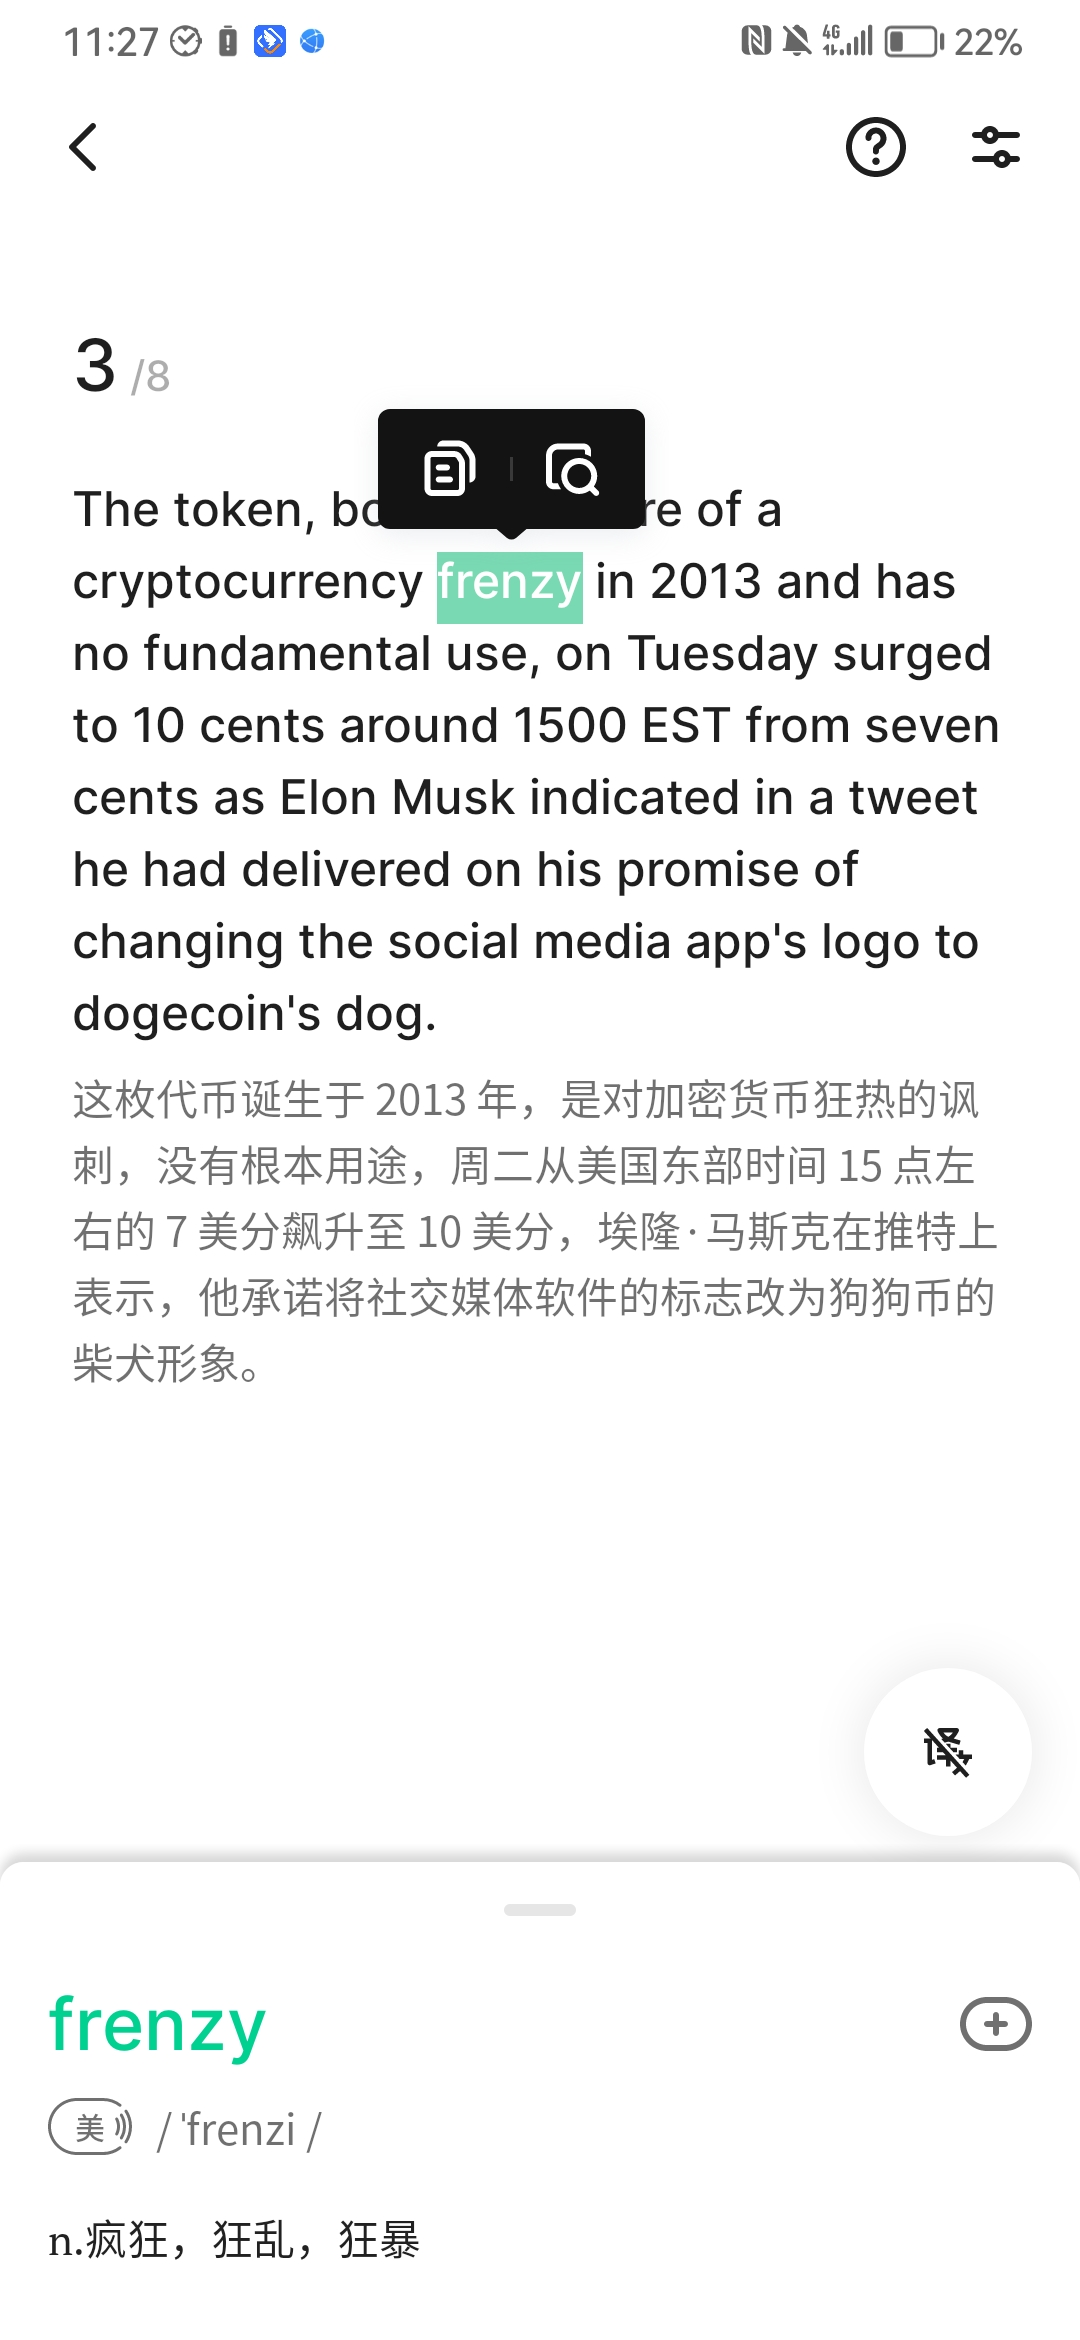 11:27
4G
22%
3 /8
The token, re of a
cryptocurrency frenzy in 2013 and has
no fundamental use, on Tuesday surged
to 10 cents around 1500 EST from seven
cents as Elon Musk indicated in a tweet
he had delivered on his promise of
changing the social media app's logo to
dogecoin's dog.
这枚代币诞生于 2013 年，是对加密货币狂热的讽
刺，没有根本用途，周二从美国东部时间 15 点左
右的 7 美分飙升至 10 美分，埃隆·马斯克在推特上
表示，他承诺将社交媒体软件的标志改为狗狗币的
柴犬形象。
译
frenzy
美 / 'frenzi /
n.疯狂，狂乱，狂暴